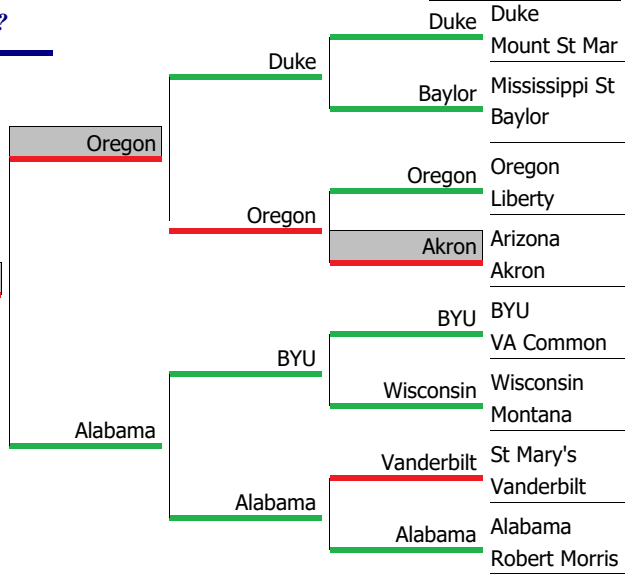 ?
Duke
Duke
Mount St Mar
Duke
Baylor
Mississippi St
Baylor
Oregon
Oregon
Oregon
Liberty
Oregon
Akron
Arizona
Akron
BYU
BYU
VA Common
BYU
Wisconsin
Wisconsin
Montana
Alabama
Vanderbilt
St Mary's
Vanderbilt
Alabama
Alabama
Alabama
Robert Morris